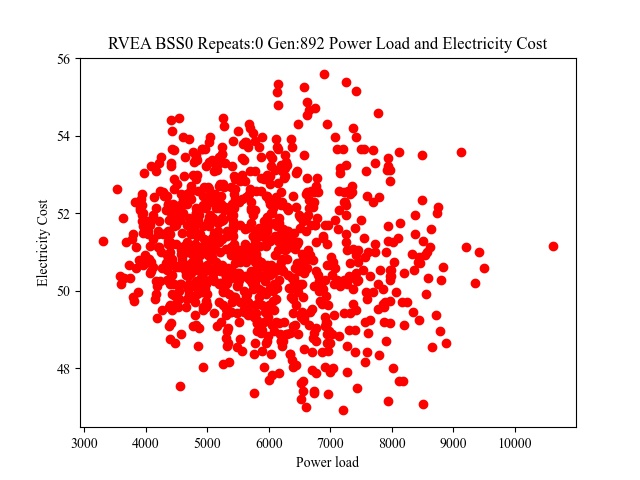 RVEA BSS0 Repeats:0 Gen:892 Power Load and Electricity Cost
56
54
52
50
48
Electricity Cost
3000 4000 5000 6000 7000 8000 9000 10000
Power load